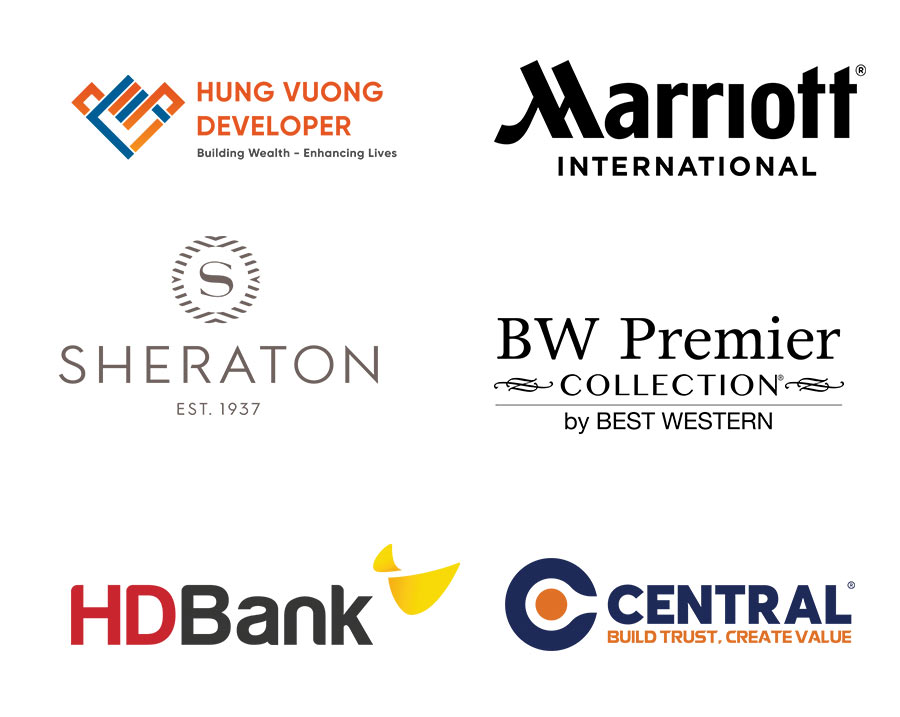 HUNG VUONG
DEVELOPER
Building Wealth - Enhancing Lives
Marriott®
INTERNATIONAL
S
SHERATON
EST. 1937
BW Premier
COLLECTION®
by BEST WESTERN
HDBank
CENTRAL®
BUILD TRUST, CREATE VALUE